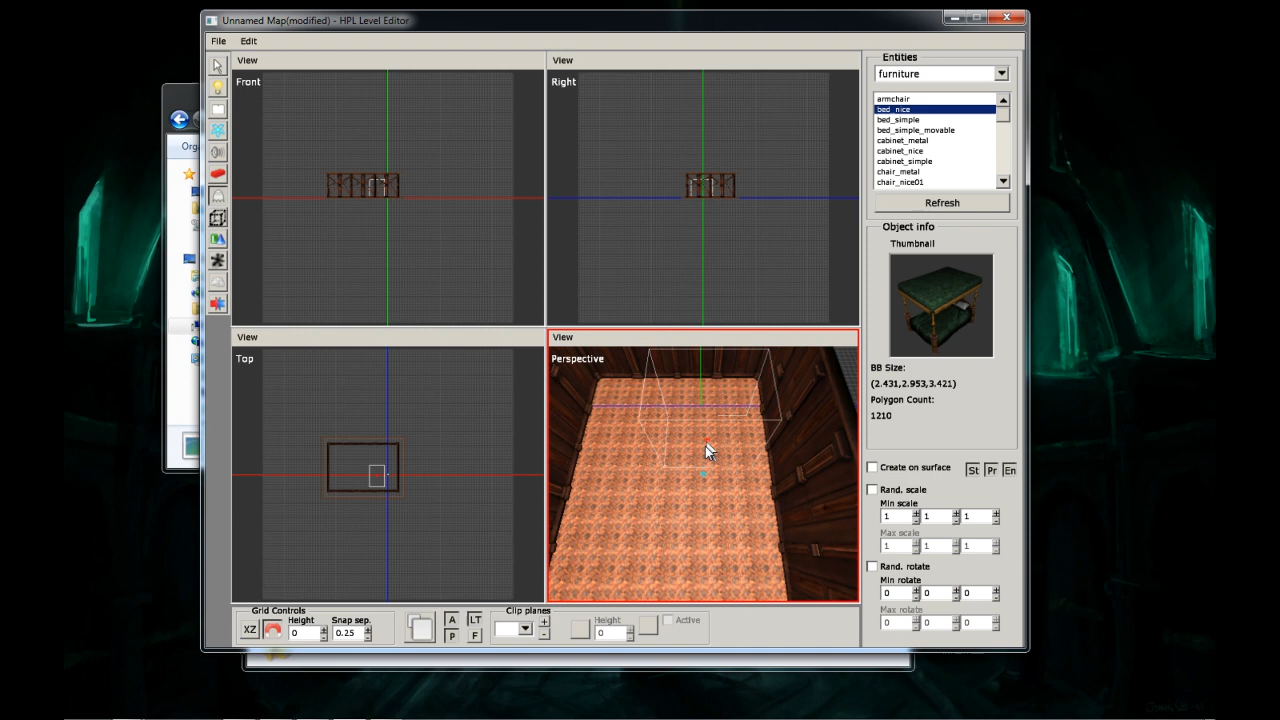 Unnamed Map(modified) - HPL Level Editor
File Edit
View View
Front Right
View View
Top Perspective
Entities
furniture
armchair
bed_nice
bed_simple
bed_simple_movable
cabinet_metal
cabinet_nice
cabinet_simple
chair_metal
chair_nice01
Refresh
Object info
Thumbnail
BB Size:
(2.431,2.953,3.421)
Polygon Count:
1210
Create on surface St Pr En
Rand. scale
Min scale
1 1 1
Max scale
1 1 1
Rand. rotate
Min rotate
0 0 0
Max rotate
0 0 0
Grid Controls
XZ
Height
0
Snap sep.
0.25
A LT
P F
Clip planes
+
-
Height
0
Active
Orga